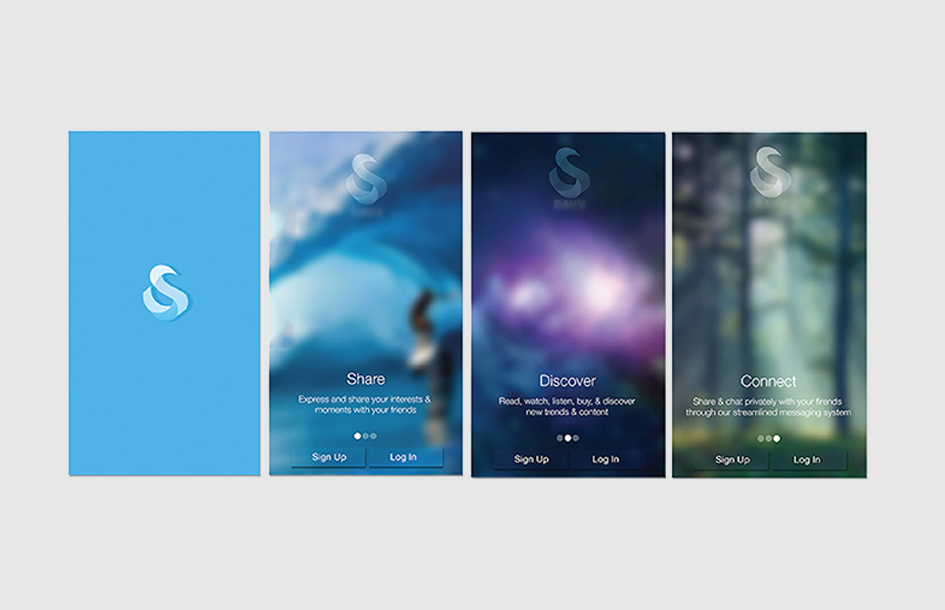 Share
Express and share your interests &
moments with your friends
Sign Up
Log In
Discover
Read, watch, listen, buy, & discover
new trends & content
Sign Up
Log In
Connect
Share & chat privately with your firends
through our streamlined messaging system
Sign Up
Log In